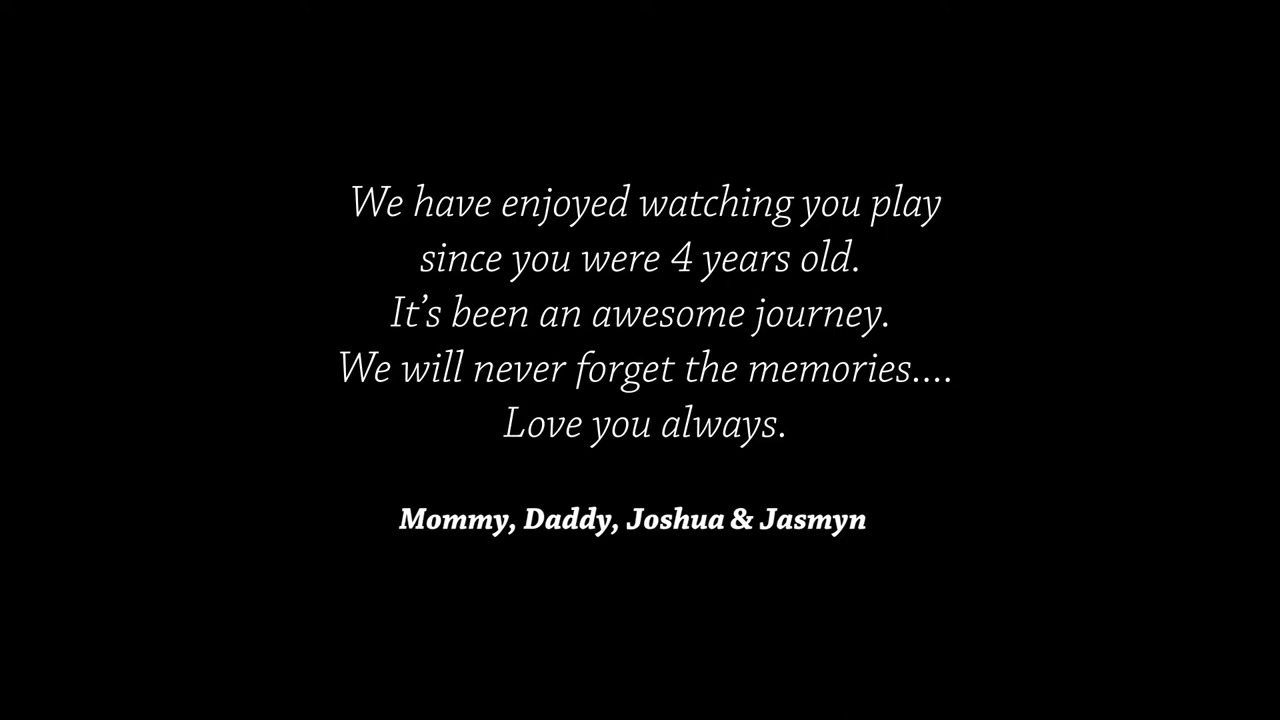 We have enjoyed watching you play
since you were 4 years old.
It’s been an awesome journey.
We will never forget the memories....
Love you always.
Mommy, Daddy, Joshua & Jasmyn